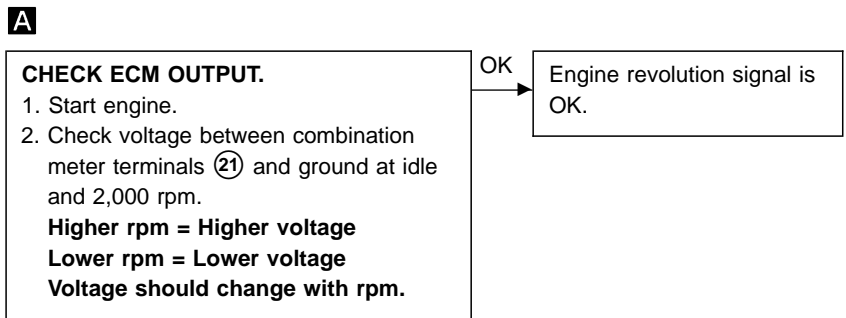 A
CHECK ECM OUTPUT.
1. Start engine.
2. Check voltage between combination
meter terminals ㉑ and ground at idle
and 2,000 rpm.
Higher rpm = Higher voltage
Lower rpm = Lower voltage
Voltage should change with rpm.
OK
Engine revolution signal is
OK.